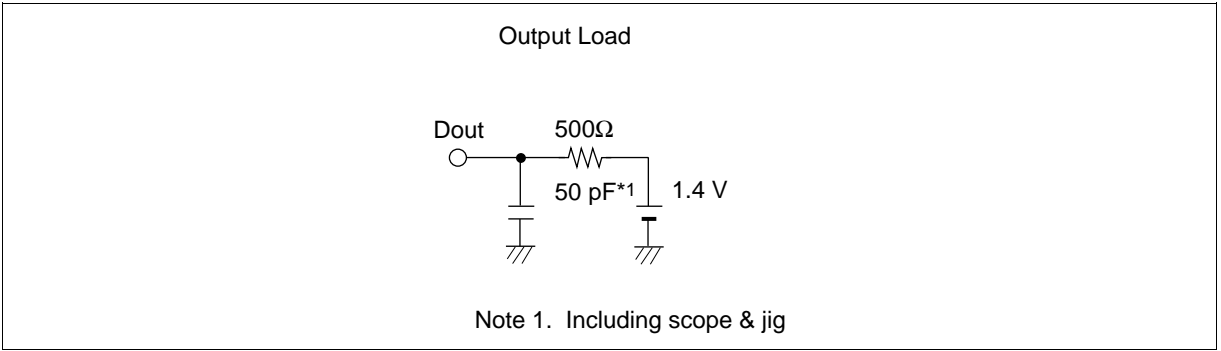 Output Load
Dout
500Ω
50 pF*1
1.4 V
Note 1. Including scope & jig